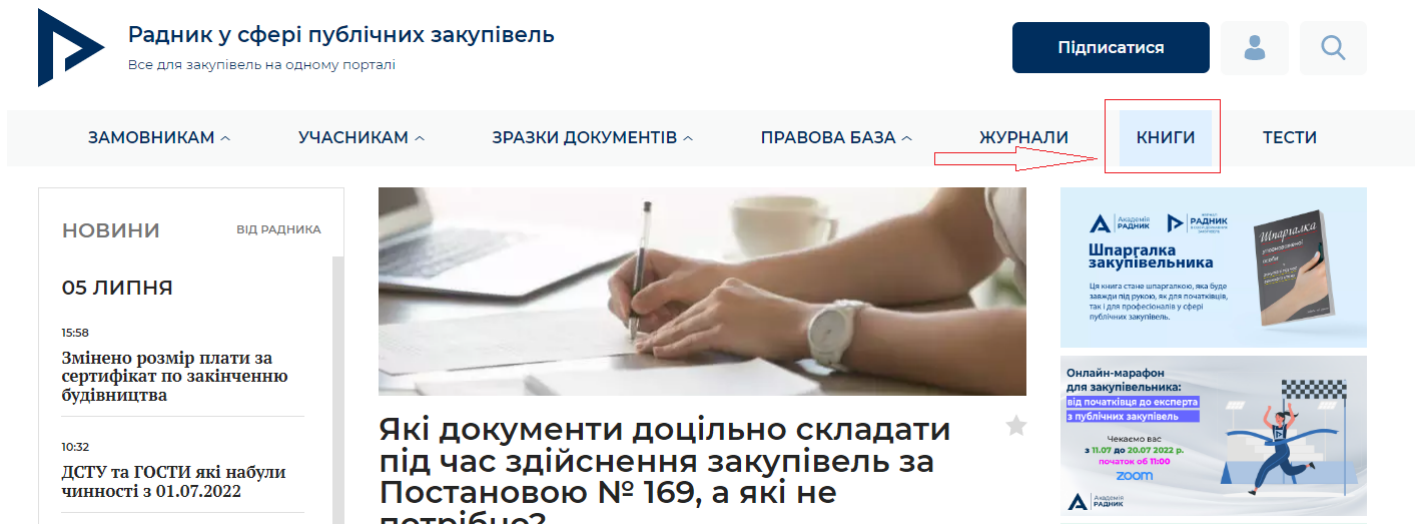 Радник у сфері публічних закупівель
Все для закупівель на одному порталі
Підписатися
ЗАМОВНИКАМ
УЧАСНИКАМ
ЗРАЗКИ ДОКУМЕНТІВ
ПРАВОВА БАЗА
ЖУРНАЛИ
КНИГИ
ТЕСТИ
НОВИНИ
ВІД РАДНИКА
05 ЛИПНЯ
15:58
Змінено розмір плати за
сертифікат по закінченню
будівництва
10:32
ДСТУ та ГОСТИ які набули
чинності з 01.07.2022
Які документи доцільно складати
під час здійснення закупівель за
Постановою № 169, а які не
потрібно?
Академія
РАДНИК
РАДНИК
Шпаргалка
закупівельника
Ця книга стане шпаргалкою, яка буде
завжди під рукою, як для початківців,
так і для професіоналів у сфері
публічних закупівель.
Шпаргалка
Онлайн-марафон
для закупівельника:
від початківця до експерта
з публічних закупівель
Чекаємо вас
з 11.07 до 20.07 2022 р.
початок об 11:00
zoom
Академія
РАДНИК